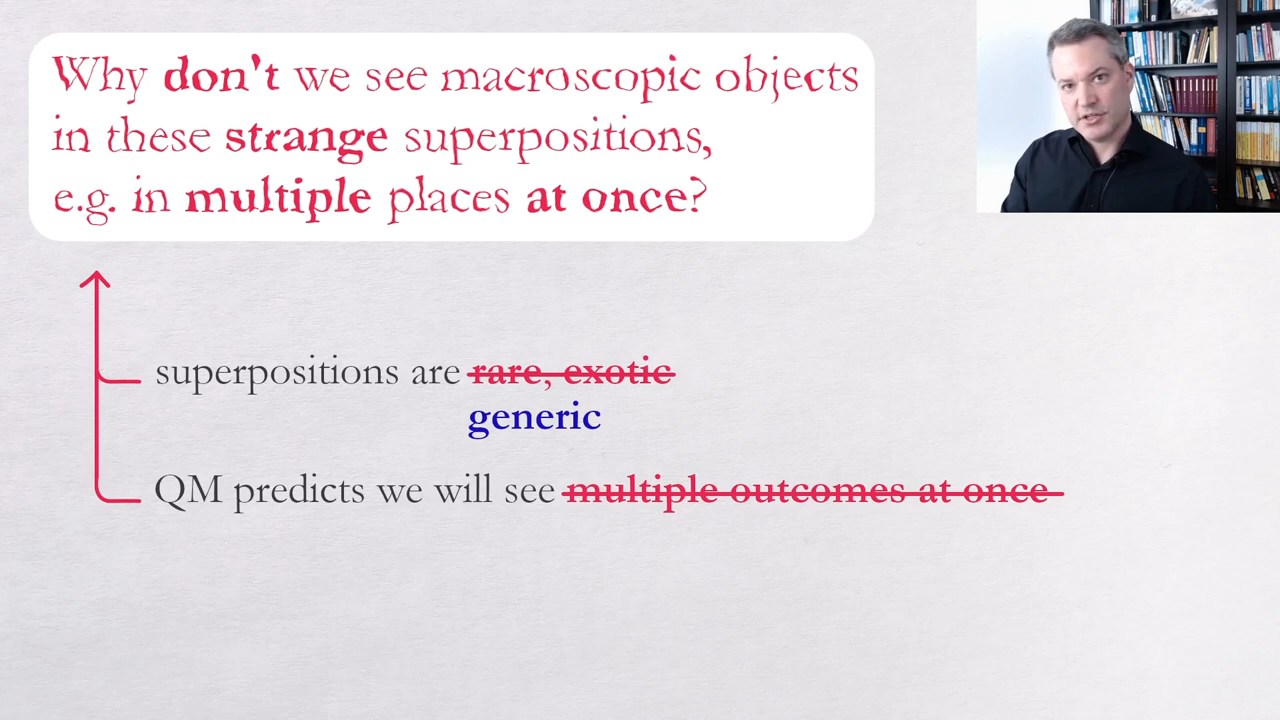 Why don't we see macroscopic objects
in these strange superpositions,
e.g. in multiple places at once?
superpositions are rare, exotic
generic
QM predicts we will see multiple outcomes at once